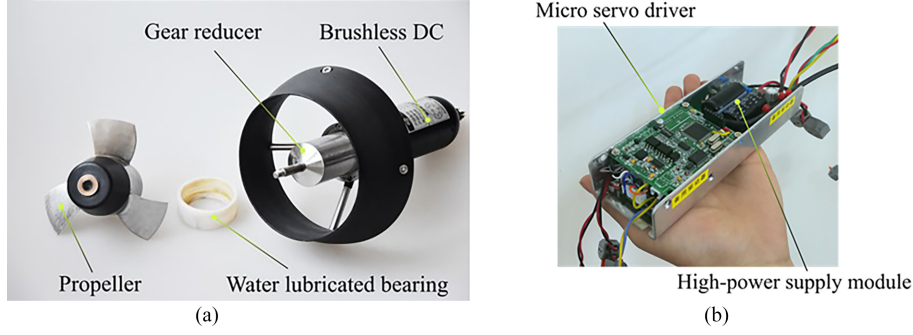 Gear reducer
Brushless DC
Propeller
Water lubricated bearing
(a)
Micro servo driver
High-power supply module
(b)